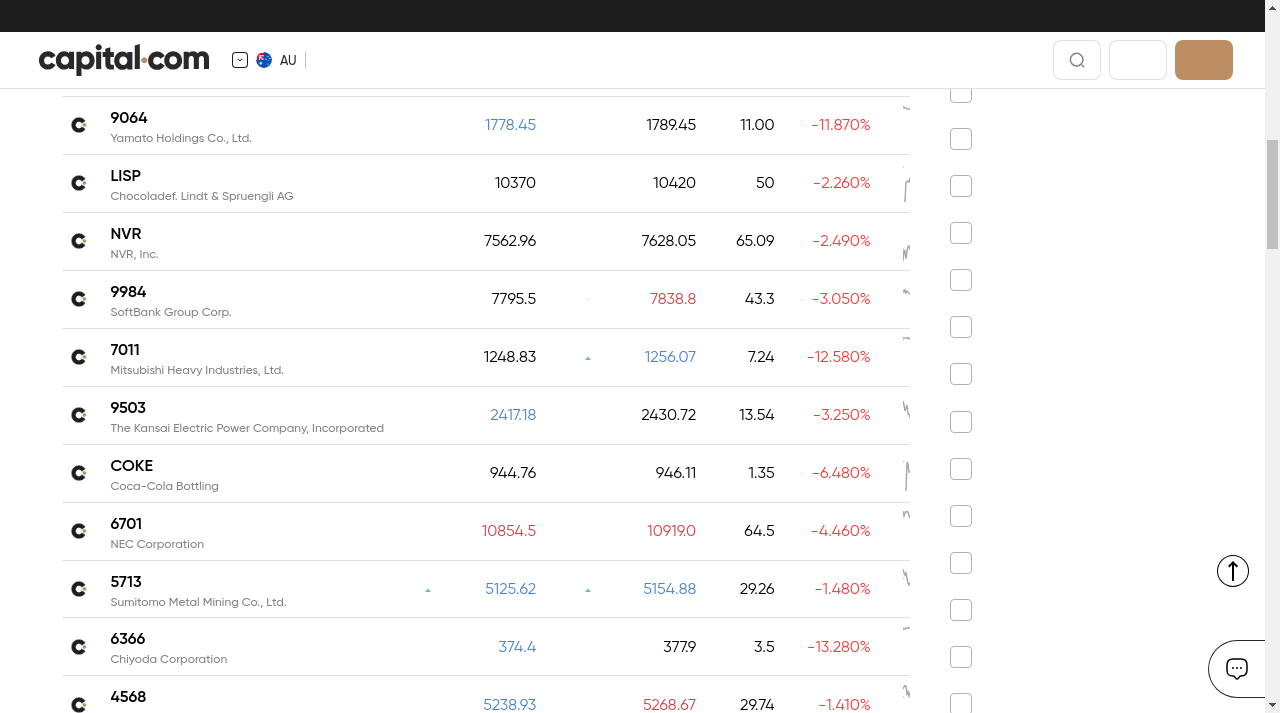 capital.com
AU
9064
Yamato Holdings Co., Ltd.
1778.45 1789.45 11.00 -11.870%
LISP
Chocoladef. Lindt & Spruengli AG
10370 10420 50 -2.260%
NVR
NVR, Inc.
7562.96 7628.05 65.09 -2.490%
9984
SoftBank Group Corp.
7795.5 7838.8 43.3 -3.050%
7011
Mitsubishi Heavy Industries, Ltd.
1248.83 1256.07 7.24 -12.580%
9503
The Kansai Electric Power Company, Incorporated
2417.18 2430.72 13.54 -3.250%
COKE
Coca-Cola Bottling
944.76 946.11 1.35 -6.480%
6701
NEC Corporation
10854.5 10919.0 64.5 -4.460%
5713
Sumitomo Metal Mining Co., Ltd.
5125.62 5154.88 29.26 -1.480%
6366
Chiyoda Corporation
374.4 377.9 3.5 -13.280%
4568
5238.93 5268.67 29.74 -1.410%